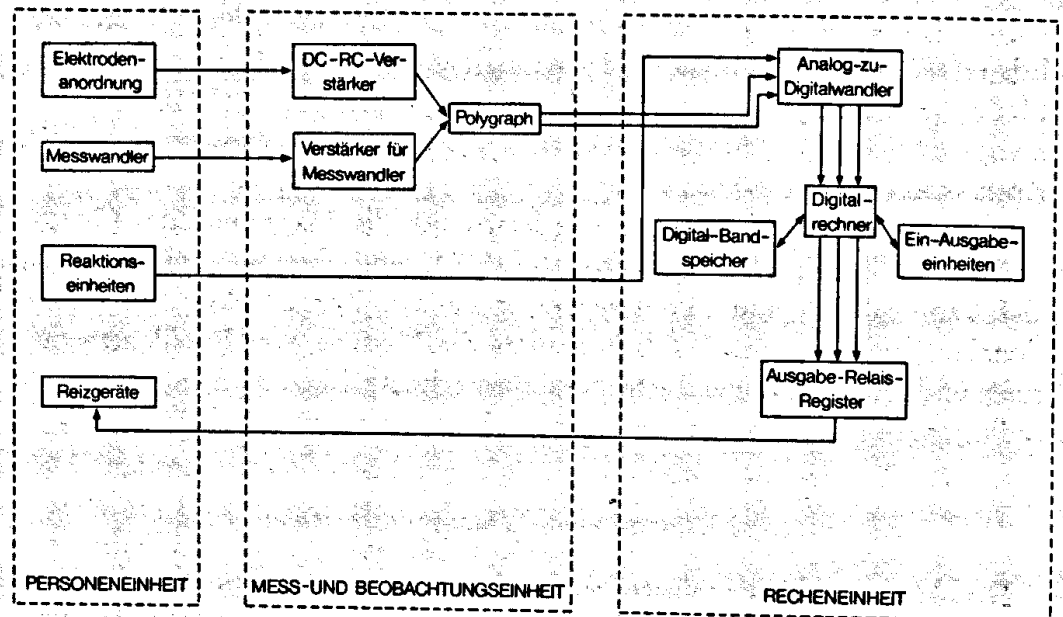 Elektroden-
anordnung
Messwandler
Reaktions-
einheiten
Reizgeräte
PERSONENEINHEIT
DC-RC-Ver-
stärker
Verstärker für
Messwandler
Polygraph
MESS-UND BEOBACHTUNGSEINHEIT
Analog-zu-
Digitalwandler
Digital-
rechner
Digital-Band-
speicher
Ein-Ausgabe-
einheiten
Ausgabe-Relais-
Register
RECHENEINHEIT